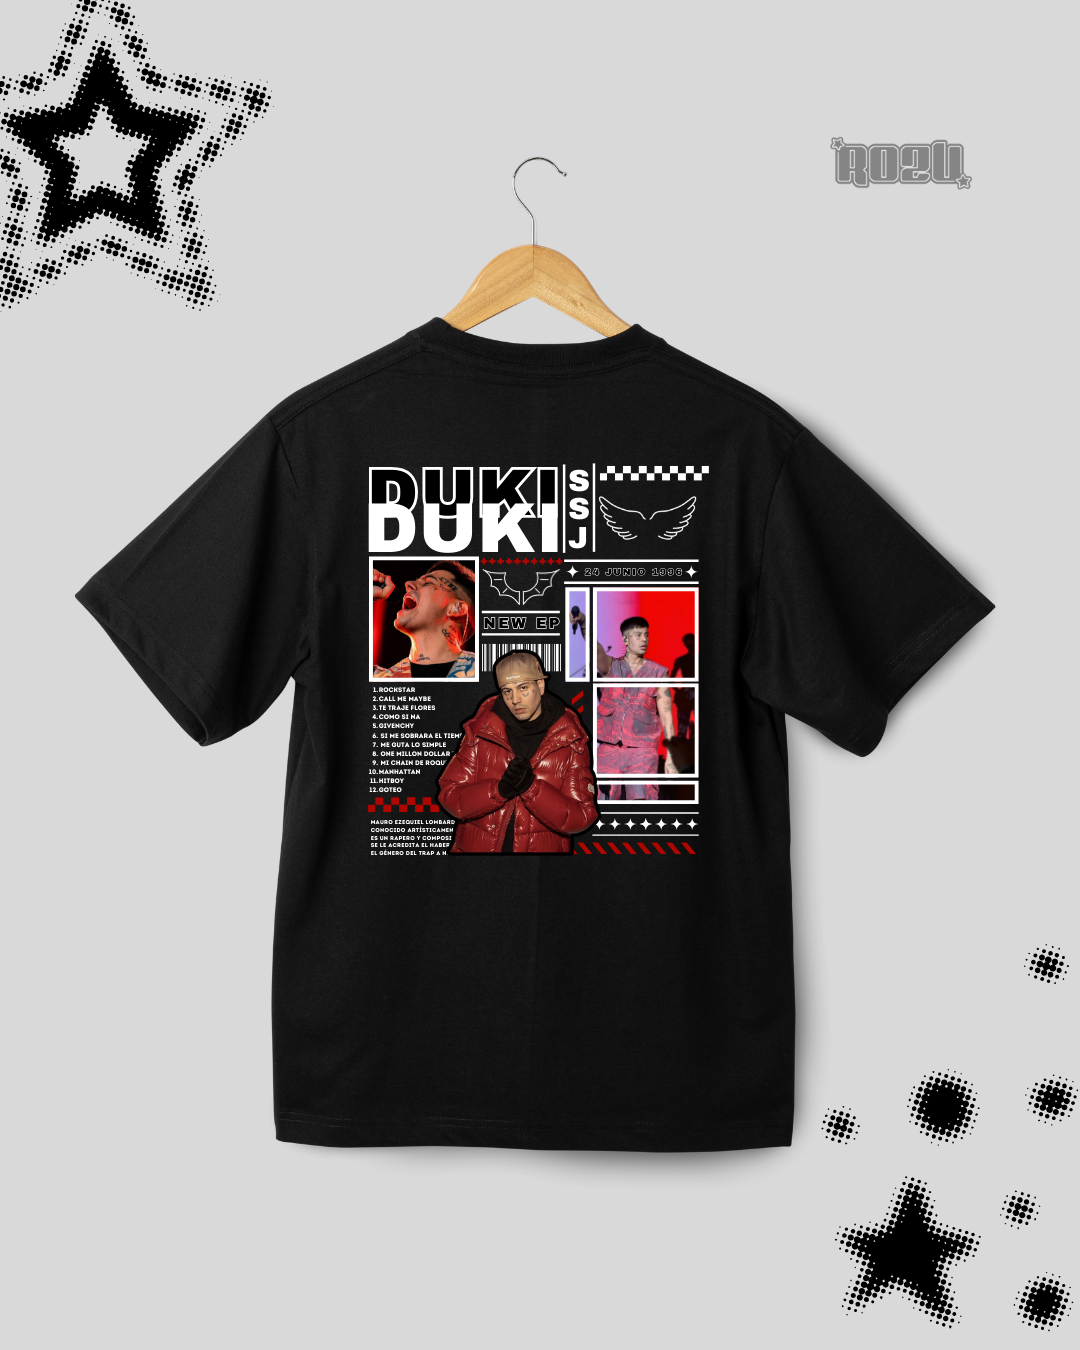 ROZU
DUKI
DUKI
SSJ
24 JUNIO 1996
NEW EP
1.ROCKSTAR
2.CALL ME MAYBE
3.TE TRAJE FLORES
4.COMO SI NA
5.GIVENCHY
6. SI ME SOBRARA EL TIEM
7. ME GUTA LO SIMPLE
8. ONE MILLON DOLLAR
9. MI CHAIN DE ROQU
10.MANHATTAN
11.HITBOY
12.GOTEO
MAURO EZEQUIEL LOMBARD
CONOCIDO ARTÍSTICAMEN
ES UN RAPERO Y COMPOSI
SE LE ACREDITA EL HABER
EL GÉNERO DEL TRAP A N